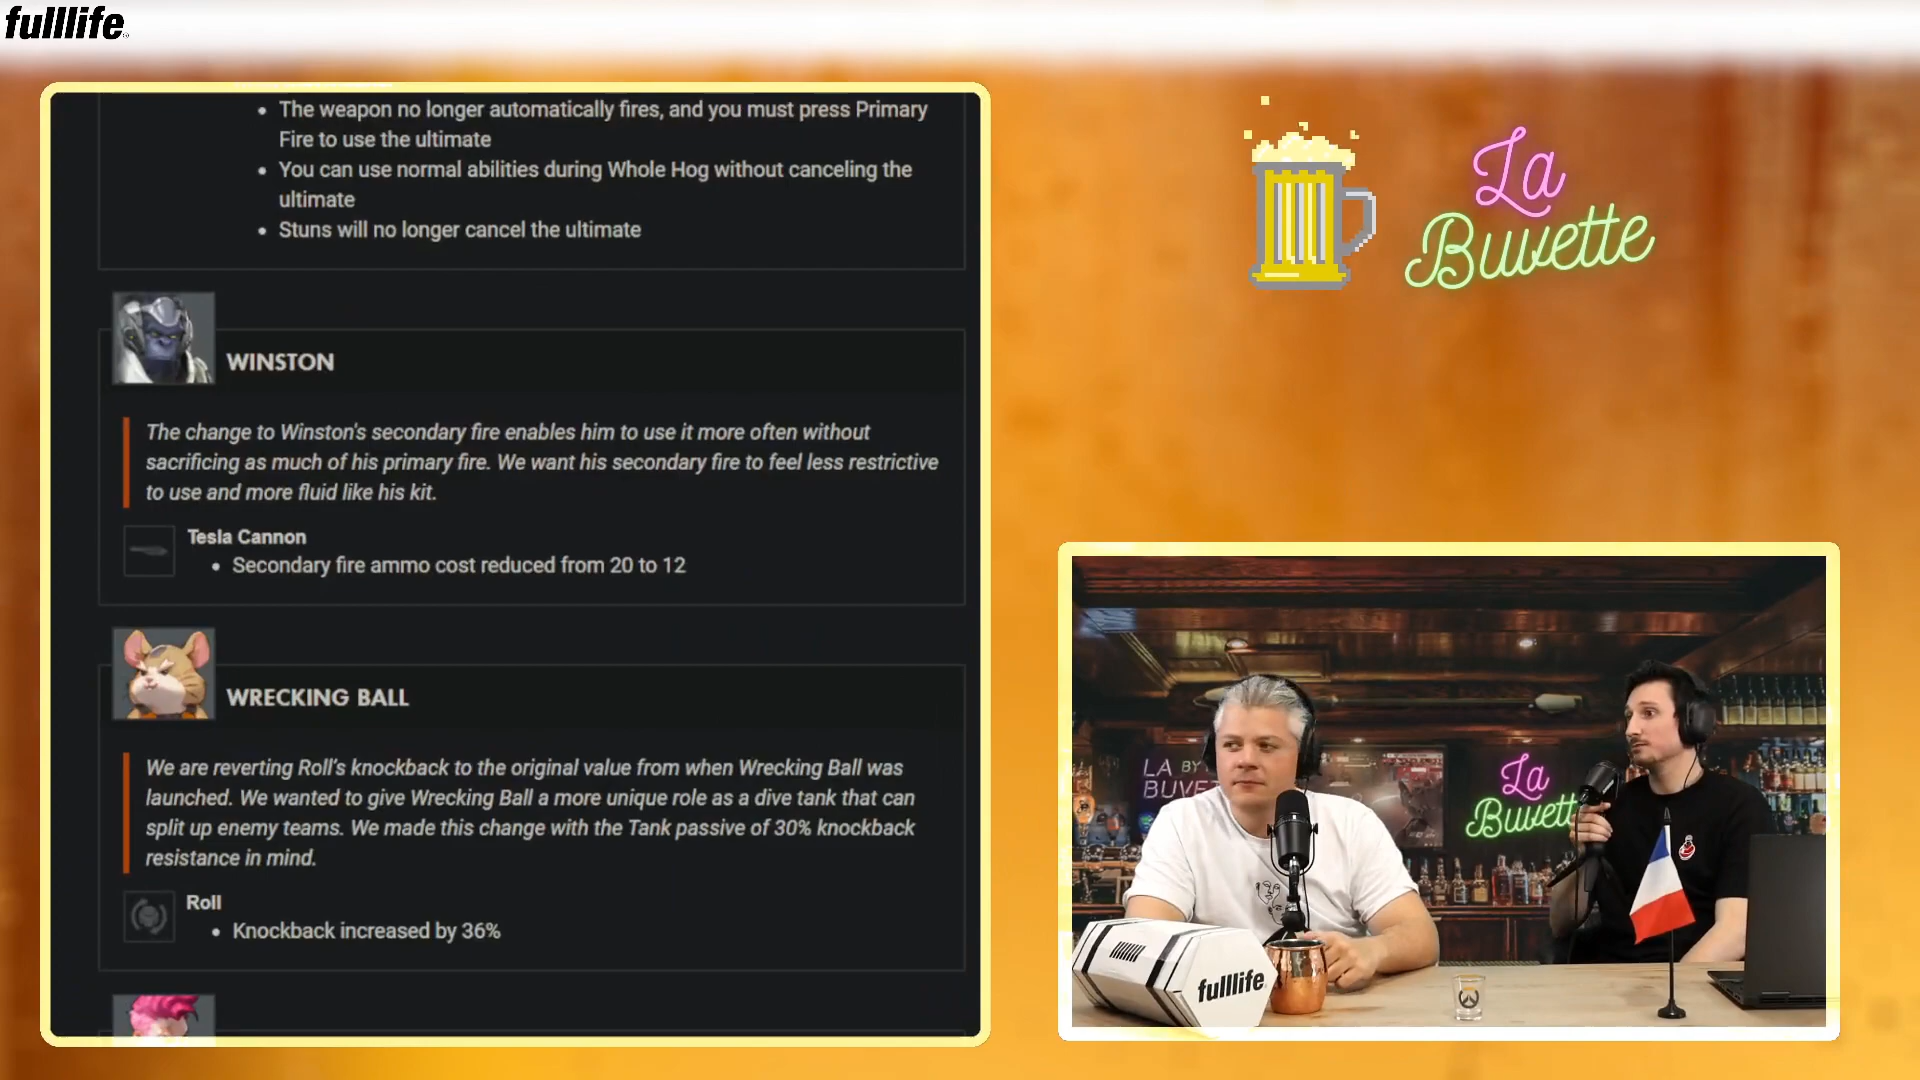 fulllife
The weapon no longer automatically fires, and you must press Primary
Fire to use the ultimate
You can use normal abilities during Whole Hog without canceling the
ultimate
Stuns will no longer cancel the ultimate
WINSTON
The change to Winston's secondary fire enables him to use it more often without
sacrificing as much of his primary fire. We want his secondary fire to feel less restrictive
to use and more fluid like his kit.
Tesla Cannon
Secondary fire ammo cost reduced from 20 to 12
WRECKING BALL
We are reverting Roll's knockback to the original value from when Wrecking Ball was
launched. We wanted to give Wrecking Ball a more unique role as a dive tank that can
split up enemy teams. We made this change with the Tank passive of 30% knockback
resistance in mind.
Roll
Knockback increased by 36%
La
Buvette
LA BY
La
fulllife